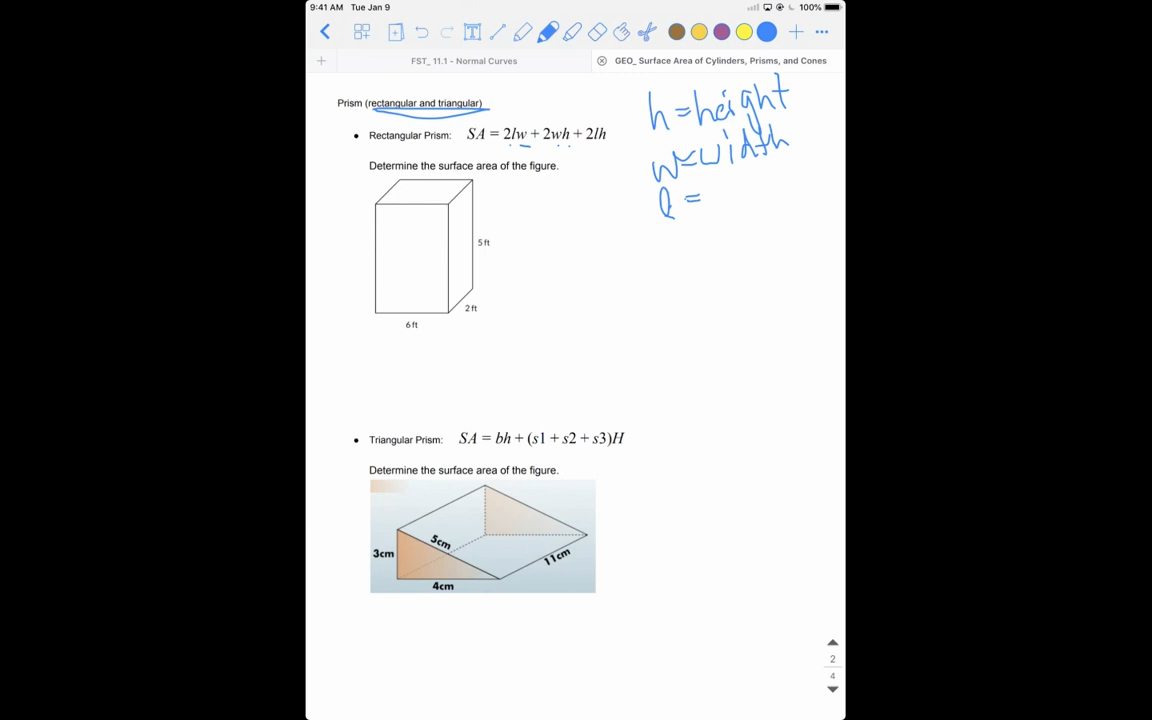 9:41 AM Tue Jan 9
100%
FST_ 11.1 - Normal Curves
GEO_ Surface Area of Cylinders, Prisms, and Cones
Prism (rectangular and triangular)
h = height
• Rectangular Prism: SA = 2lw + 2wh + 2lh
w = width
Determine the surface area of the figure.
l =
5 ft
2 ft
6 ft
• Triangular Prism: SA = bh + (s1 + s2 + s3)H
Determine the surface area of the figure.
5cm
3cm
11cm
4cm
2
4